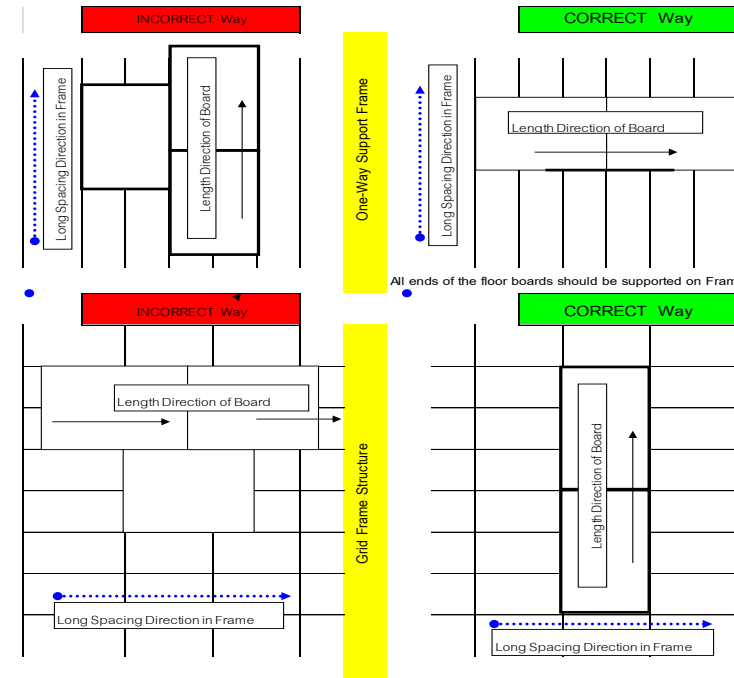 INCORRECT Way
CORRECT Way
Long Spacing Direction in Frame
Length Direction of Board
One-Way Support Frame
Long Spacing Direction in Frame
Length Direction of Board
All ends of the floor boards should be supported on
INCORRECT Way
CORRECT Way
Length Direction of Board
Grid Frame Structure
Length Direction of Board
Long Spacing Direction in Frame
Long Spacing Direction in Frame